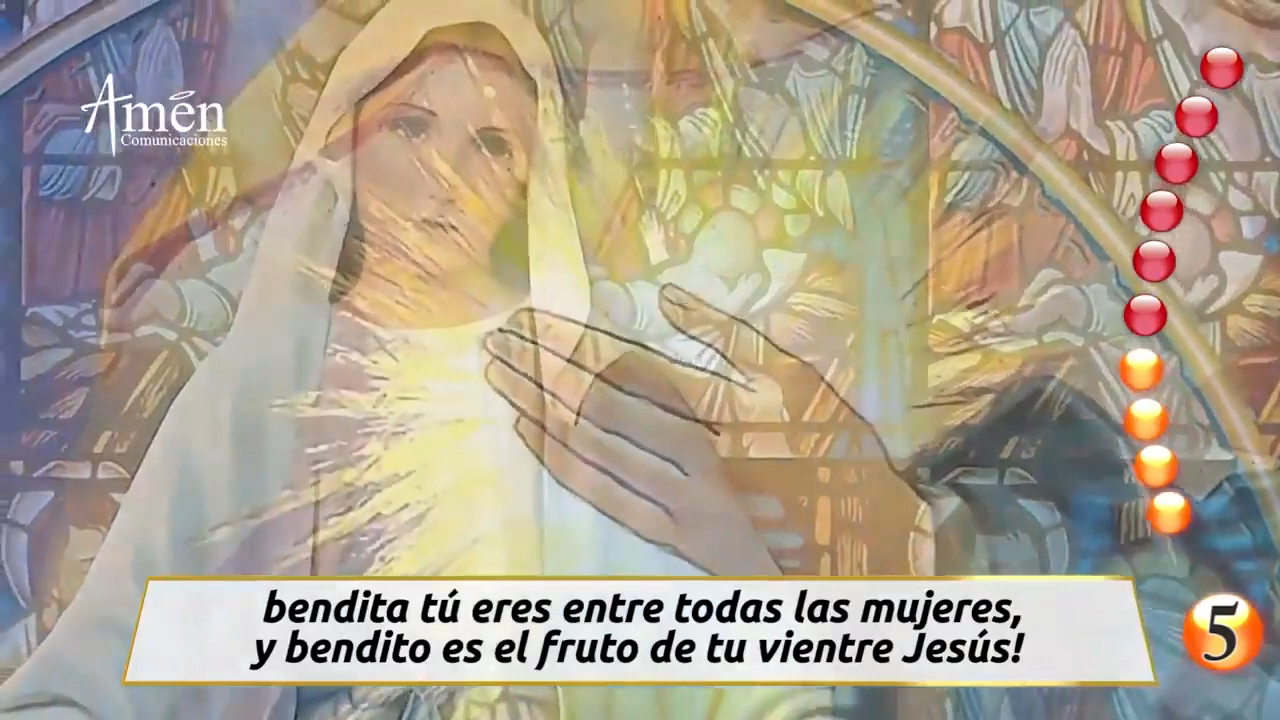 Amén
Comunicaciones
bendita tú eres entre todas las mujeres,
y bendito es el fruto de tu vientre Jesús!
5